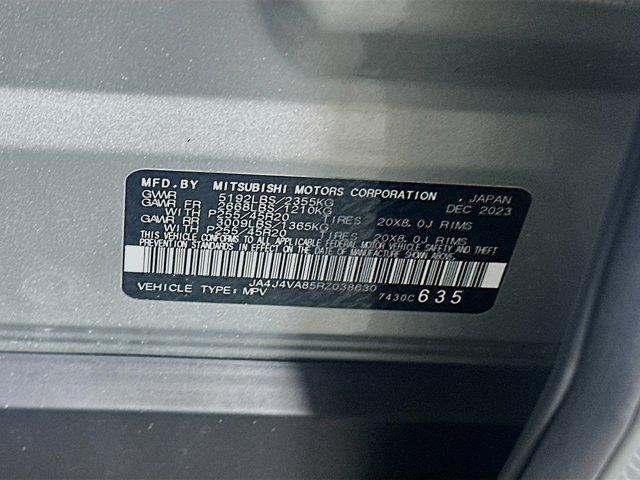 MFD.BY MITSUBISHI MOTORS CORPORATION , JAPAN
GVWR 5192LBS/2355KG DEC 2023
GAWR FR 2668LBS/1210KG
WITH P255/45R20 TIRES 20X8.0J RIMS
GAWR RR 3009LBS/1365KG
WITH P255/45R20 TIRES 20X8.0J RIMS
THIS VEHICLE CONFORMS TO ALL APPLICABLE FEDERAL MOTOR VEHICLE SAFETY AND THEFT
PREVENTION STANDARDS IN EFFECT ON THE DATE OF MANUFACTURE SHOWN ABOVE.
JA4J4VA85RZ038630
VEHICLE TYPE: MPV 7430C 635